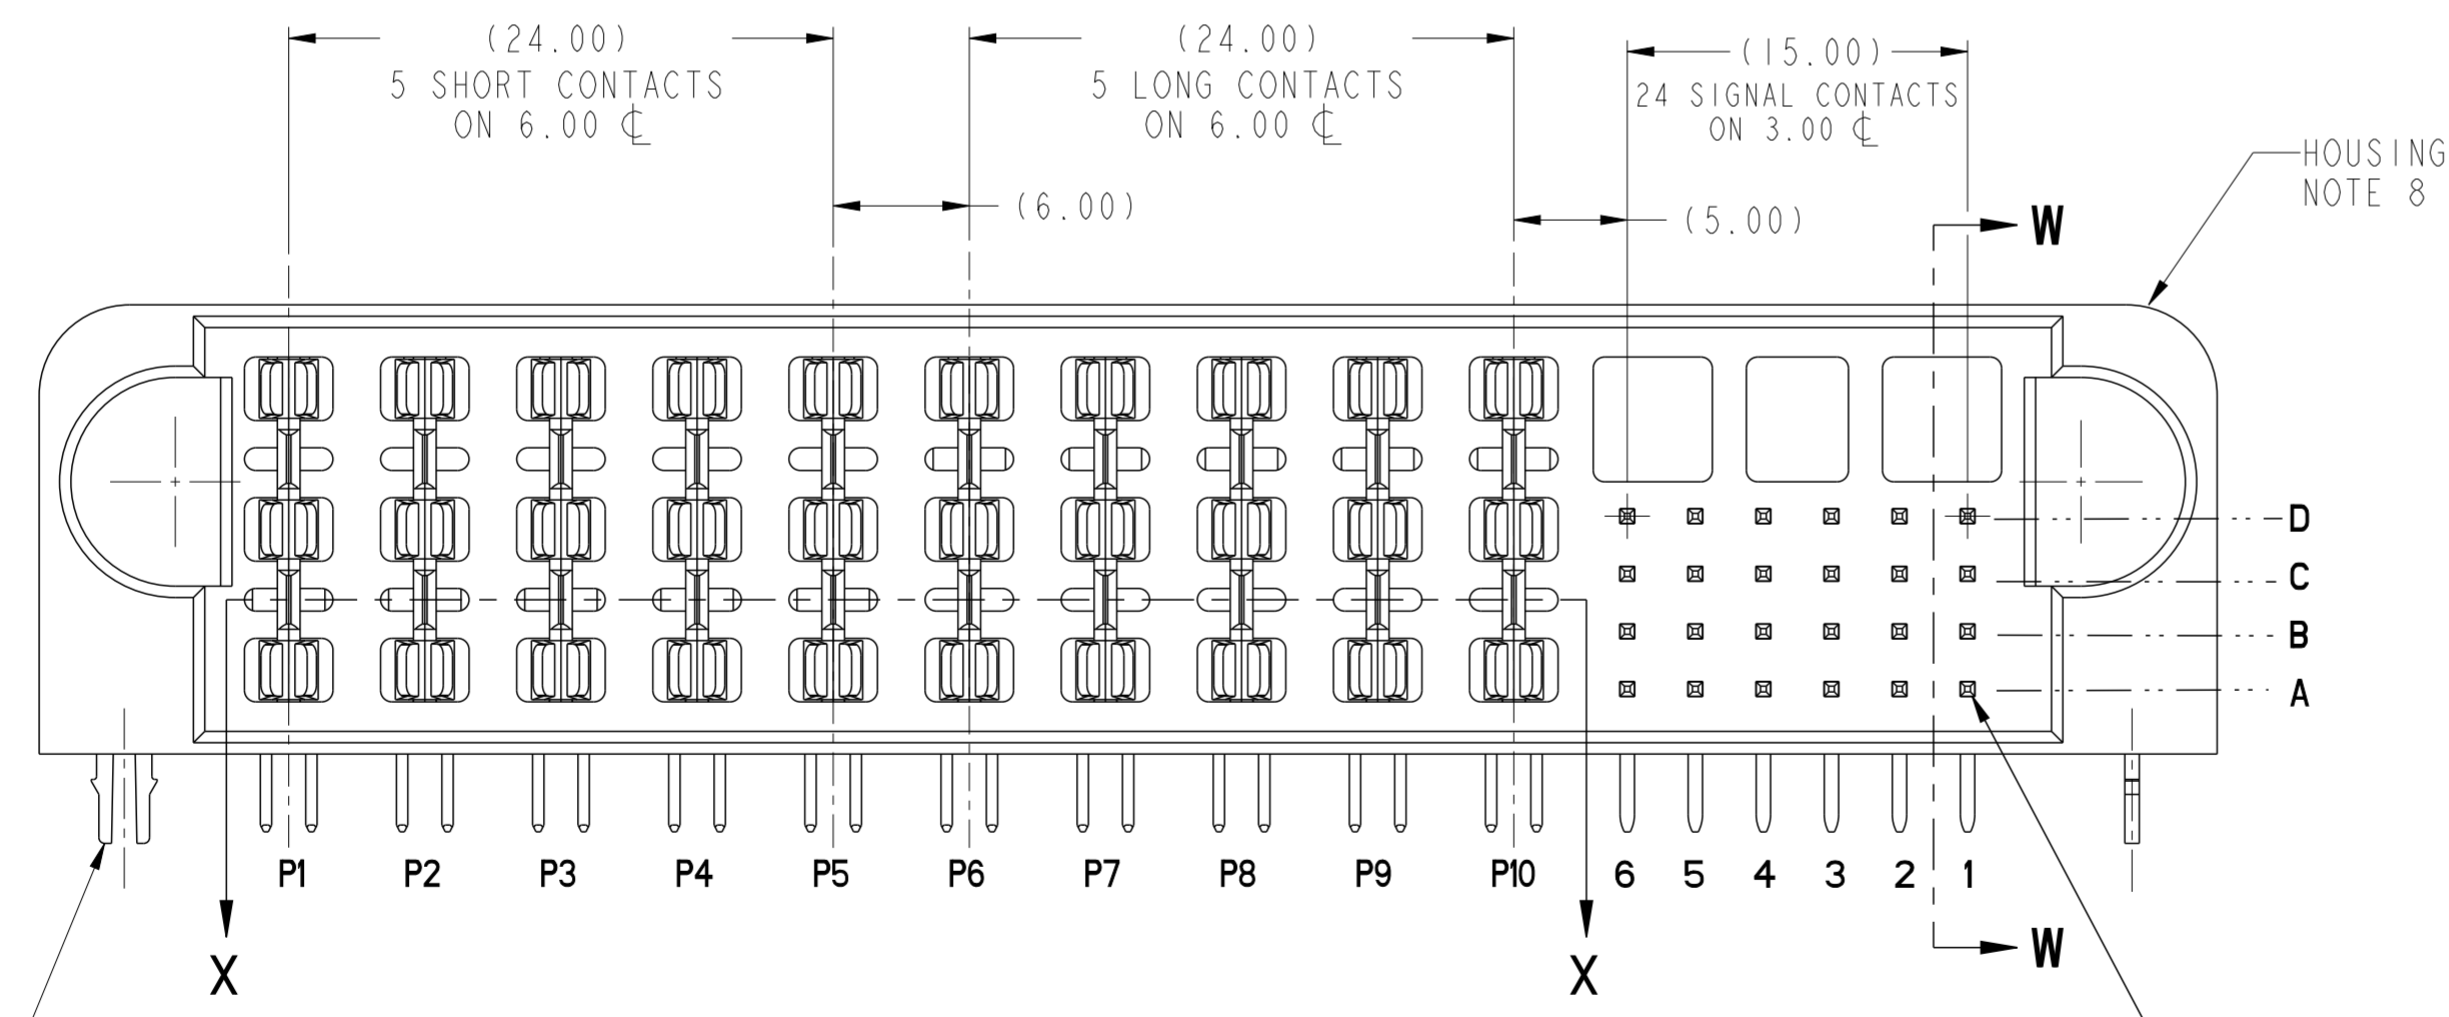 (24.00)
5 SHORT CONTACTS
ON 6.00 ℄
(24.00)
5 LONG CONTACTS
ON 6.00 ℄
(15.00)
24 SIGNAL CONTACTS
ON 3.00 ℄
HOUSING
NOTE 8
(6.00)
(5.00)
W
D
C
B
A
P1 P2 P3 P4 P5 P6 P7 P8 P9 P10 6 5 4 3 2 1
X X
W